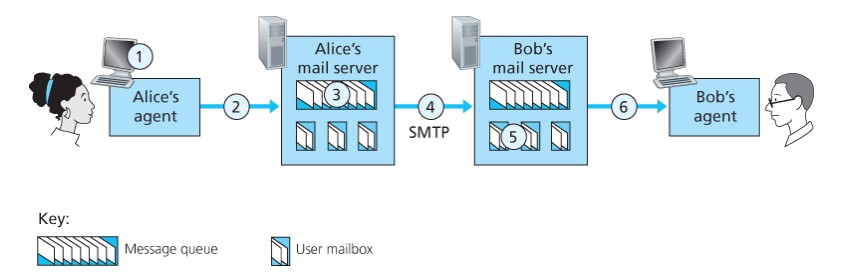 1
Alice's
agent
2
Alice's
mail server
3
4
SMTP
Bob's
mail server
5
6
Bob's
agent
Key:
Message queue
User mailbox